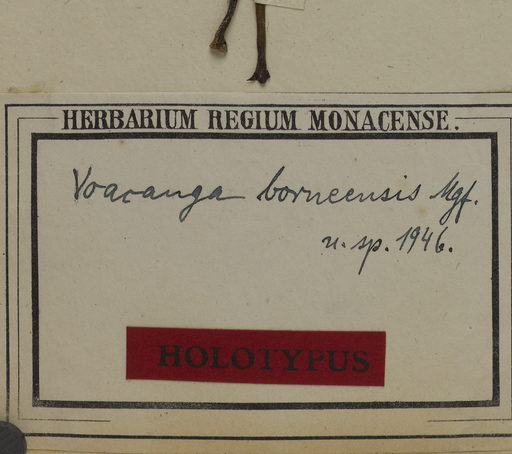 HERBARIUM REGIUM MONACENSE.
Voacanga borneensis Mgf.
n. sp. 1946.
HOLOTYPUS